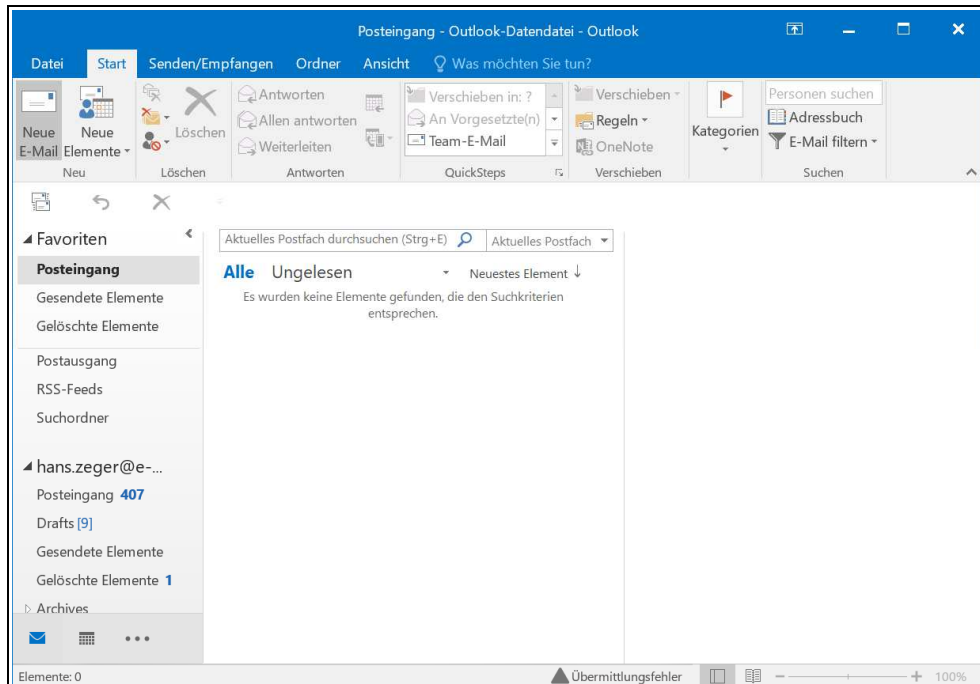 Posteingang - Outlook-Datendatei - Outlook
Datei Start Senden/Empfangen Ordner Ansicht Was möchten Sie tun?
Neue E-Mail
Neue Elemente
Neu
Löschen
Löschen
Antworten
Allen antworten
Weiterleiten
Antworten
Verschieben in: ?
An Vorgesetzte(n)
Team-E-Mail
QuickSteps
Verschieben
Regeln
OneNote
Verschieben
Kategorien
Personen suchen
Adressbuch
E-Mail filtern
Suchen
Favoriten
Posteingang
Gesendete Elemente
Gelöschte Elemente
Postausgang
RSS-Feeds
Suchordner
hans.zeger@e-...
Posteingang 407
Drafts [9]
Gesendete Elemente
Gelöschte Elemente 1
Archives
Aktuelles Postfach durchsuchen (Strg+E) Aktuelles Postfach
Alle Ungelesen Neuestes Element
Es wurden keine Elemente gefunden, die den Suchkriterien
entsprechen.
Elemente: 0 Übermittlungsfehler 100%